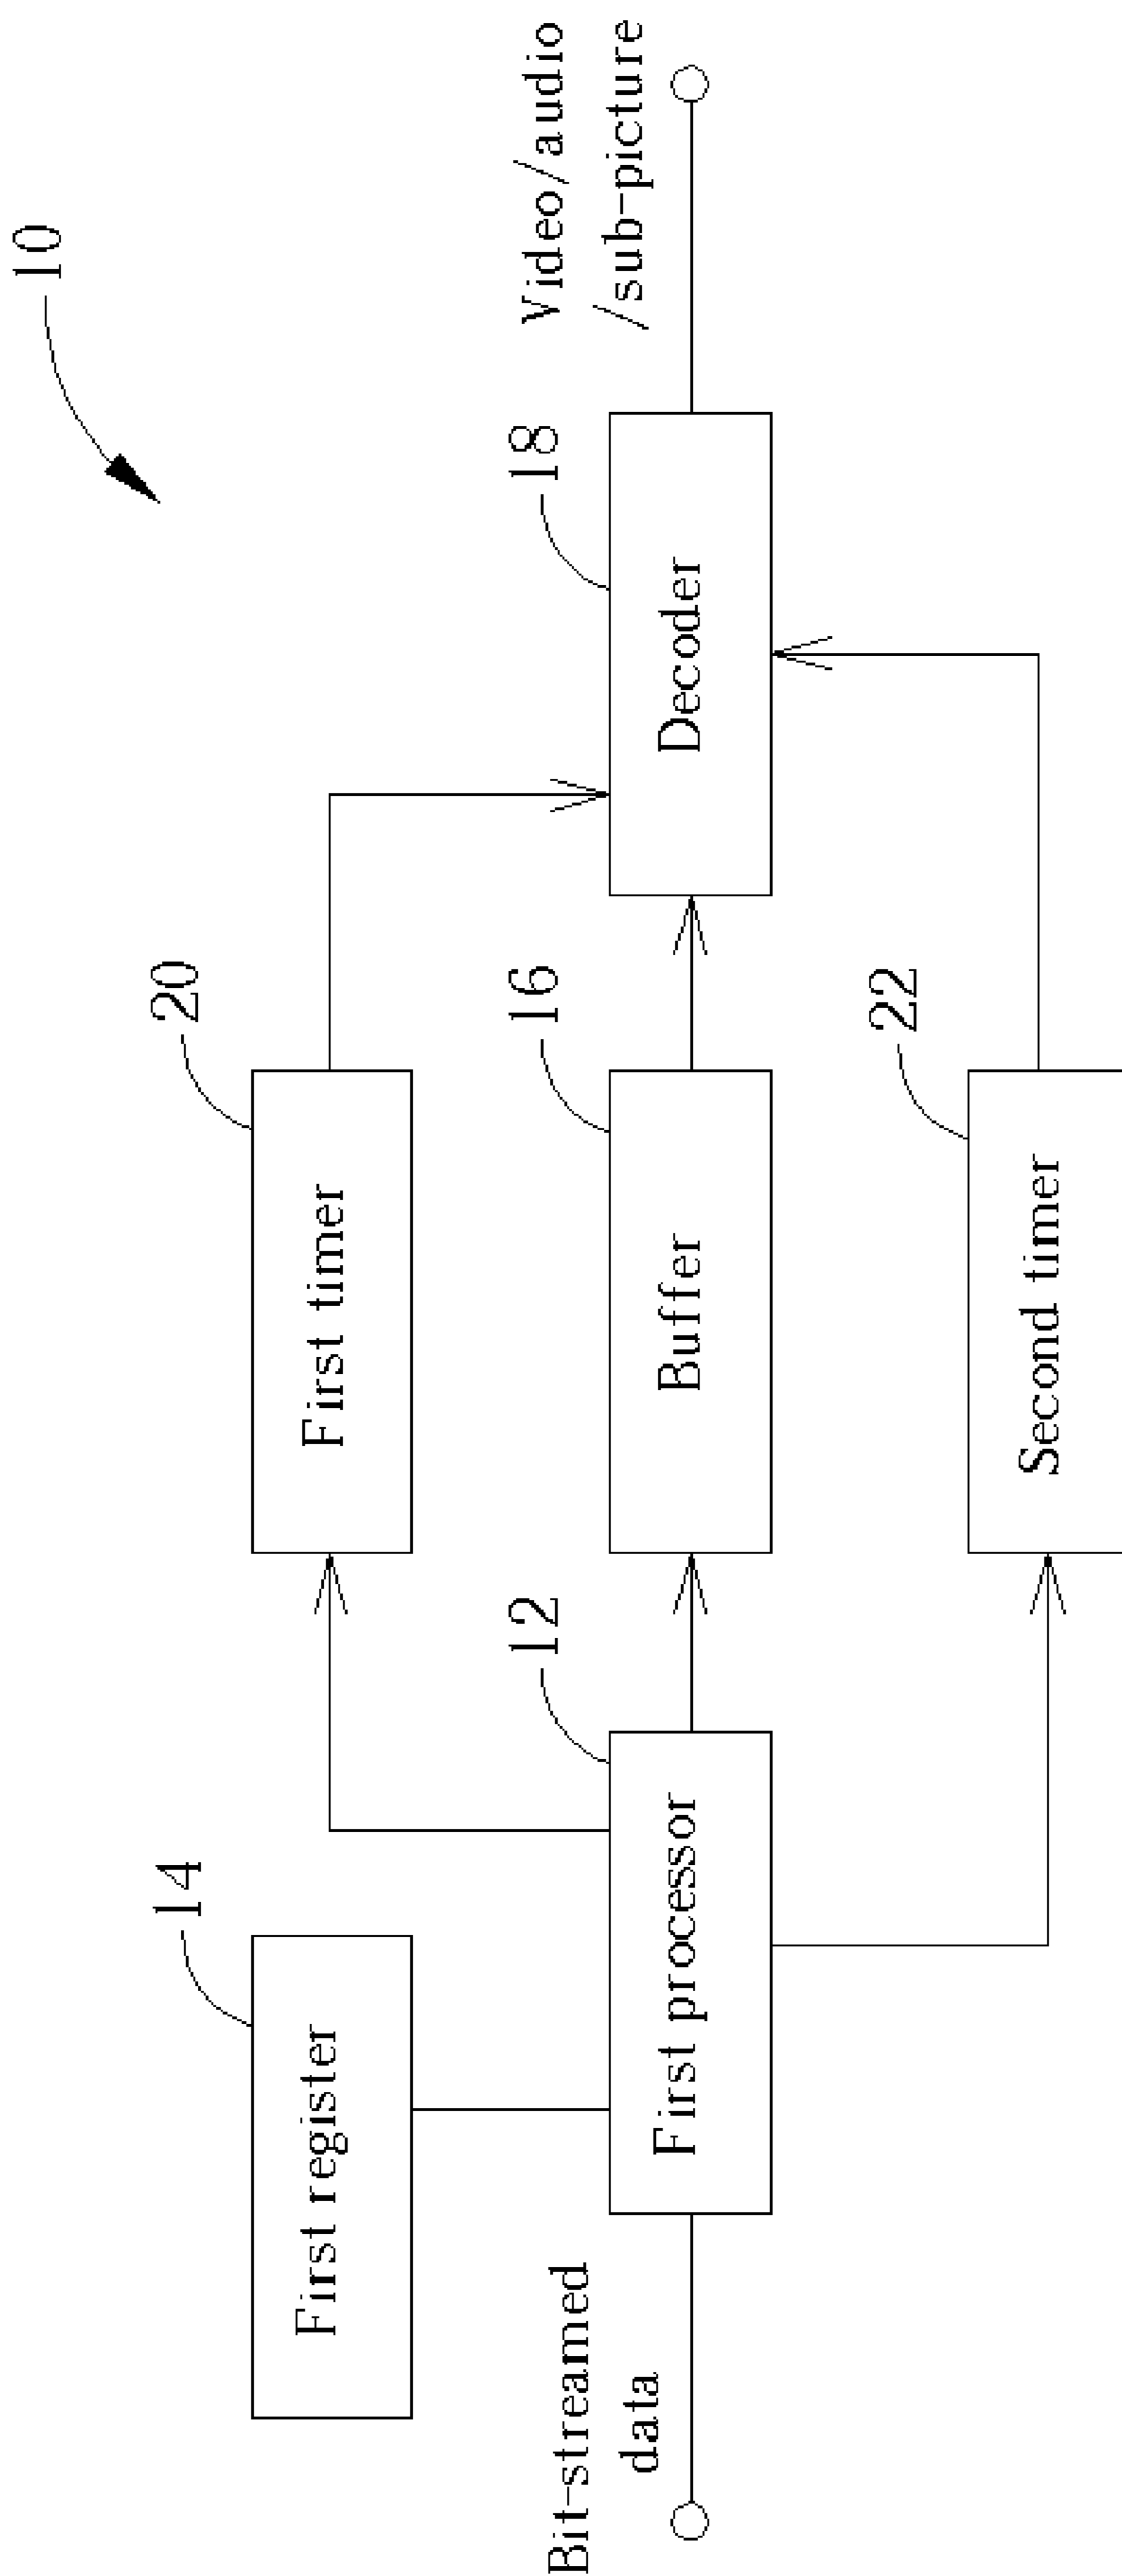 10
First register
14
First timer
20
Bit-streamed
data
First processor
12
Buffer
16
Decoder
18
Video/audio
/sub-picture
Second timer
22